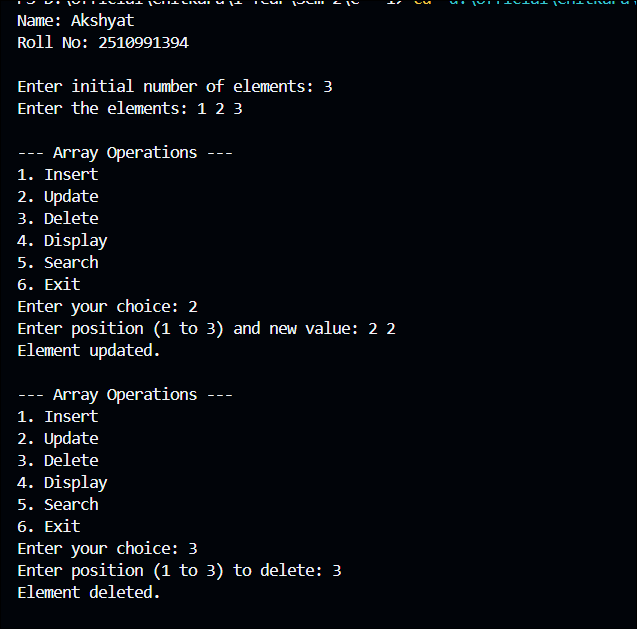 Name: Akshyat
Roll No: 2510991394
Enter initial number of elements: 3
Enter the elements: 1 2 3
--- Array Operations ---
1. Insert
2. Update
3. Delete
4. Display
5. Search
6. Exit
Enter your choice: 2
Enter position (1 to 3) and new value: 2 2
Element updated.
--- Array Operations ---
1. Insert
2. Update
3. Delete
4. Display
5. Search
6. Exit
Enter your choice: 3
Enter position (1 to 3) to delete: 3
Element deleted.